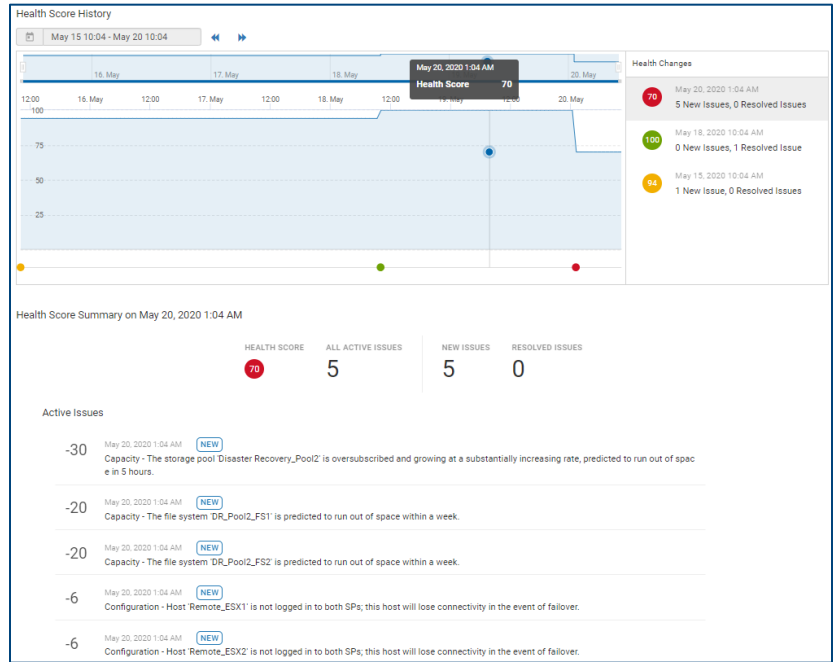 Health Score History
May 15 10:04 - May 20 10:04
16. May 17. May 18. May 20. May
May 20, 2020 1:04 AM
Health Score 70
12:00 16. May 12:00 17. May 12:00 18. May 12:00 19. May 12:00 20. May
100
75
50
25
Health Changes
70
May 20, 2020 1:04 AM
5 New Issues, 0 Resolved Issues
100
May 18, 2020 10:04 AM
0 New Issues, 1 Resolved Issue
94
May 15, 2020 10:04 AM
1 New Issue, 0 Resolved Issues
Health Score Summary on May 20, 2020 1:04 AM
HEALTH SCORE ALL ACTIVE ISSUES NEW ISSUES RESOLVED ISSUES
70 5 5 0
Active Issues
-30
May 20, 2020 1:04 AM NEW
Capacity - The storage pool 'Disaster Recovery_Pool2' is oversubscribed and growing at a substantially increasing rate, predicted to run out of spac
e in 5 hours.
-20
May 20, 2020 1:04 AM NEW
Capacity - The file system 'DR_Pool2_FS1' is predicted to run out of space within a week.
-20
May 20, 2020 1:04 AM NEW
Capacity - The file system 'DR_Pool2_FS2' is predicted to run out of space within a week.
-6
May 20, 2020 1:04 AM NEW
Configuration - Host 'Remote_ESX1' is not logged in to both SPs; this host will lose connectivity in the event of failover.
-6
May 20, 2020 1:04 AM NEW
Configuration - Host 'Remote_ESX2' is not logged in to both SPs; this host will lose connectivity in the event of failover.